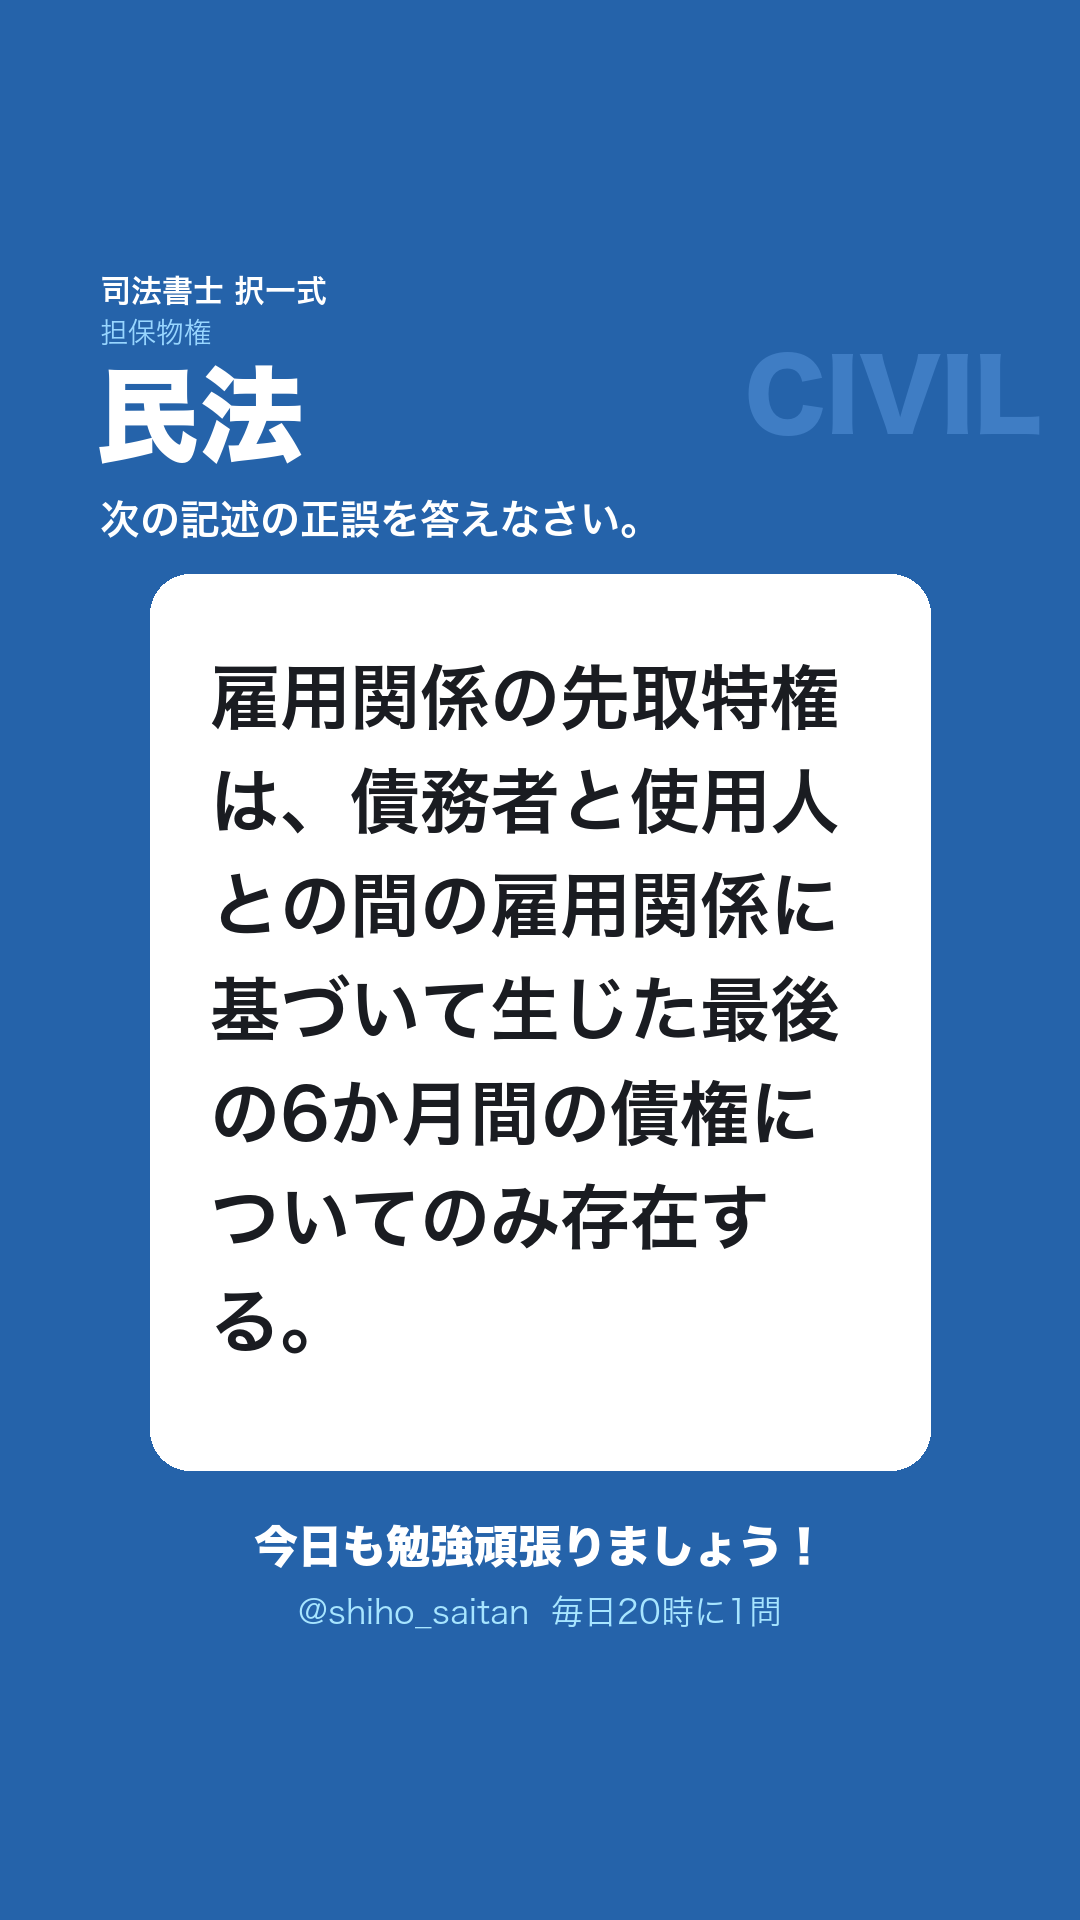 司法書士 択一式
担保物権
民法
CIVIL
次の記述の正誤を答えなさい。
雇用関係の先取特権
は、債務者と使用人
との間の雇用関係に
基づいて生じた最後
の6か月間の債権に
ついてのみ存在す
る。
今日も勉強頑張りましょう！
@shiho_saitan 毎日20時に1問